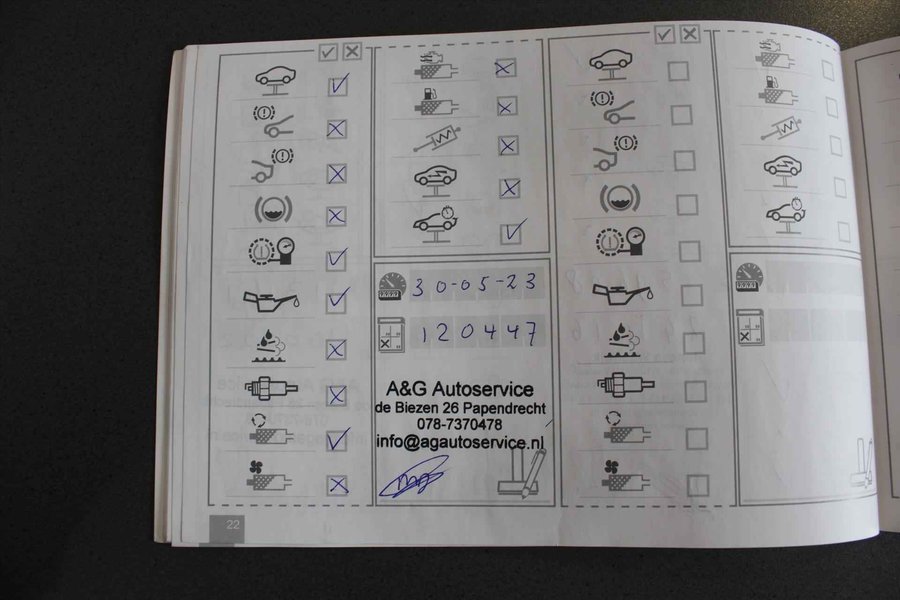 30-05-23
120447
A&G Autoservice
de Biezen 26 Papendrecht
078-7370478
info@agautoservice.nl
22